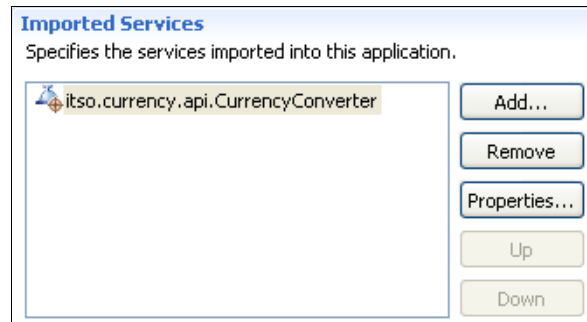 Imported Services
Specifies the services imported into this application.
itso.currency.api.CurrencyConverter
Add...
Remove
Properties...
Up
Down